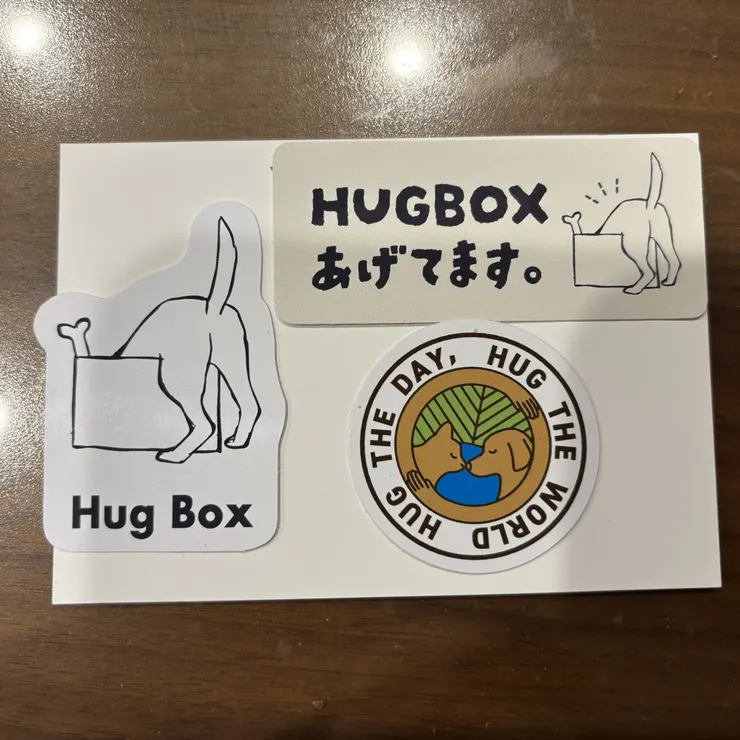 HUGBOX
あげてます。
Hug Box
HUG THE DAY, HUG THE WORLD